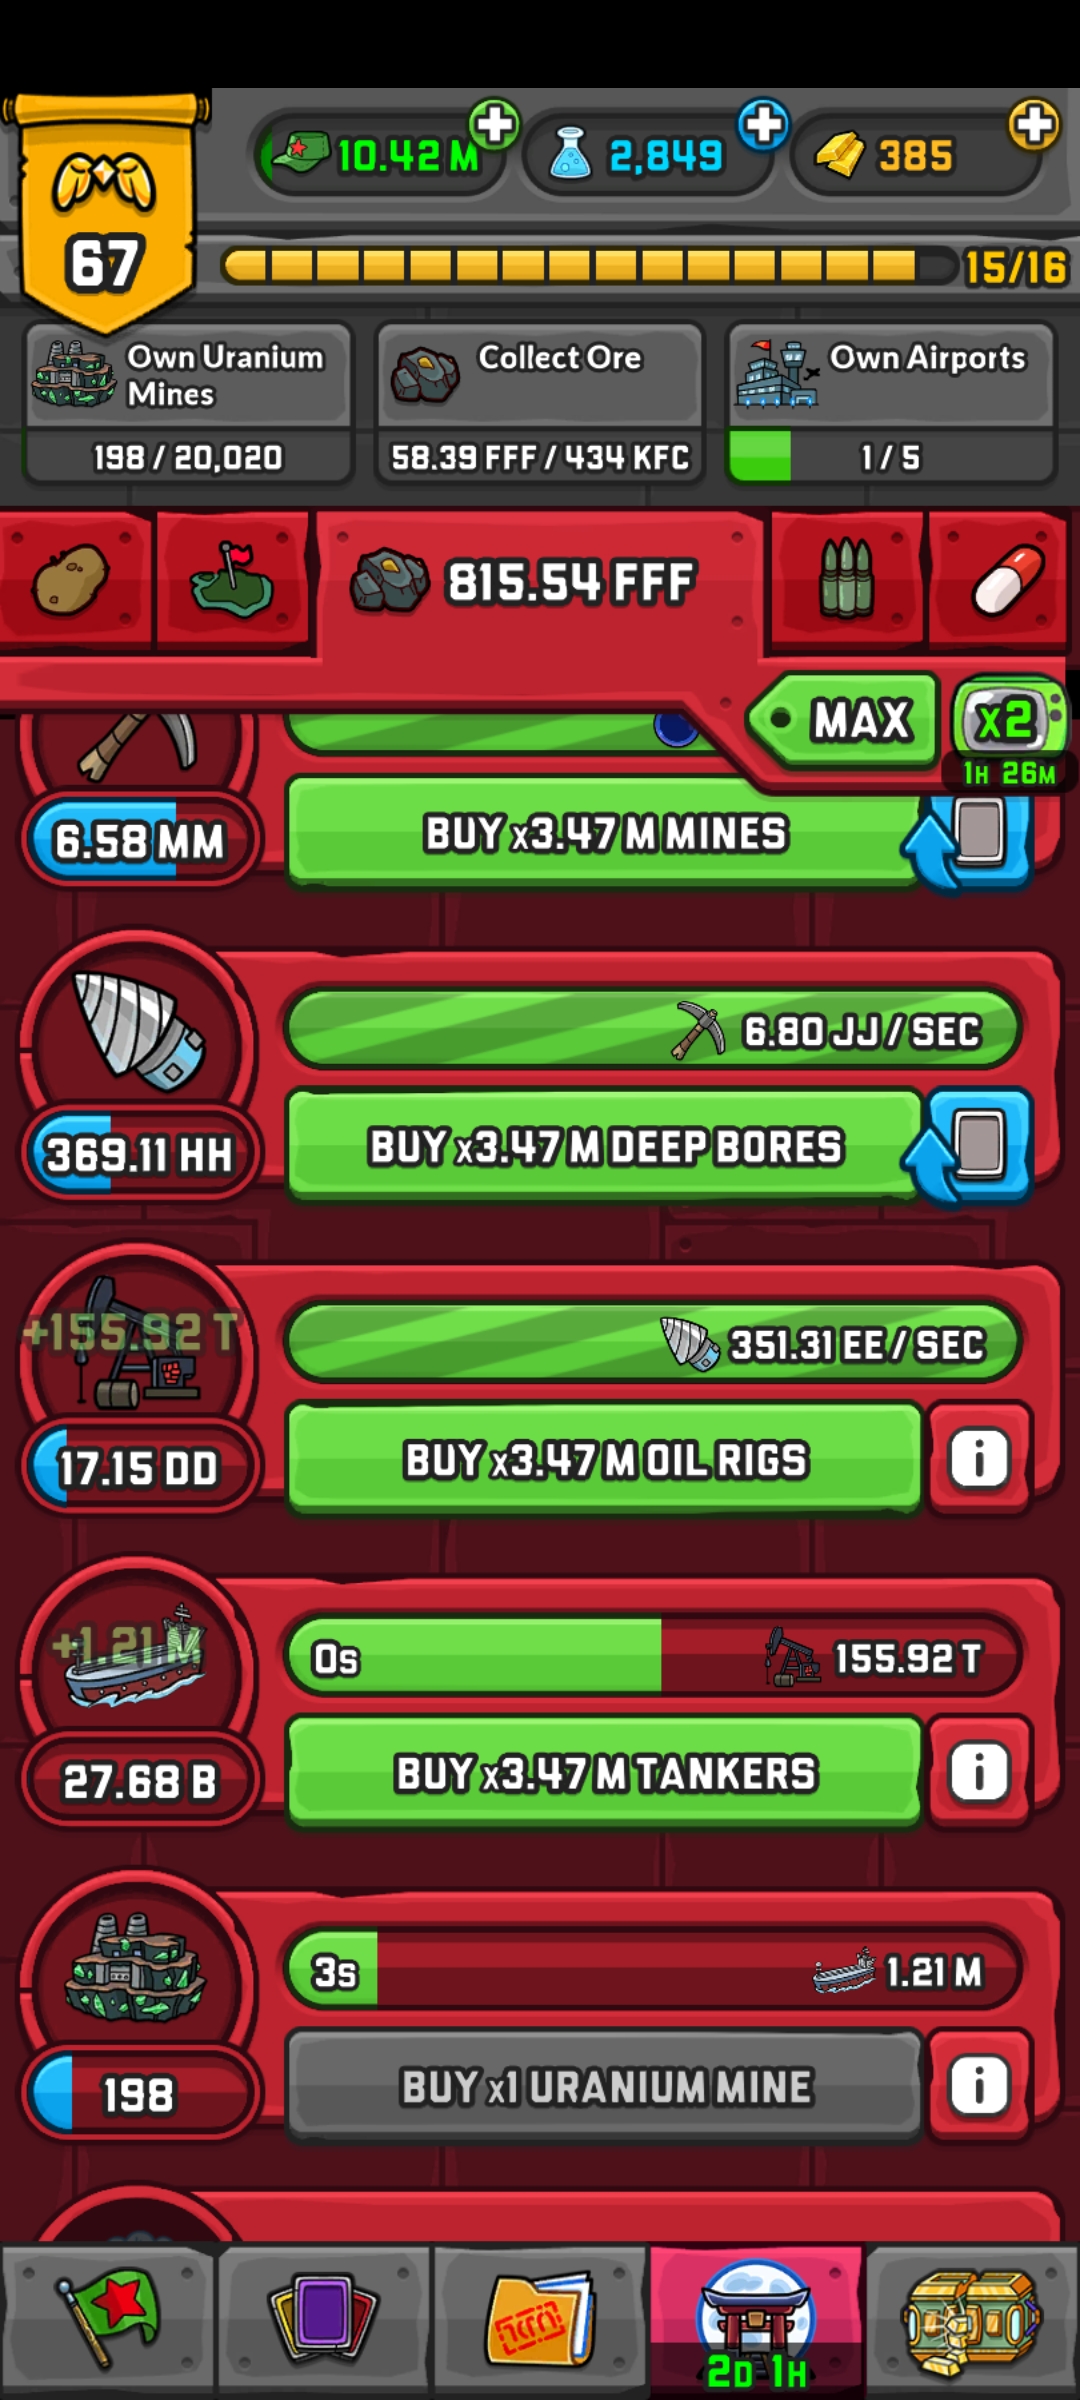 10.42 M
2,849
385
67
15/16
Own Uranium
Mines
198 / 20,020
Collect Ore
58.39 FFF / 434 KFC
Own Airports
1 / 5
815.54 FFF
MAX
x2
1H 26M
6.58 MM
BUY x3.47 M MINES
6.80 JJ / SEC
369.11 HH
BUY x3.47 M DEEP BORES
+155.92 T
351.31 EE / SEC
17.15 DD
BUY x3.47 M OIL RIGS
i
+1.21 M
0s
155.92 T
27.68 B
BUY x3.47 M TANKERS
i
3s
1.21 M
198
BUY x1 URANIUM MINE
i
2D 1H